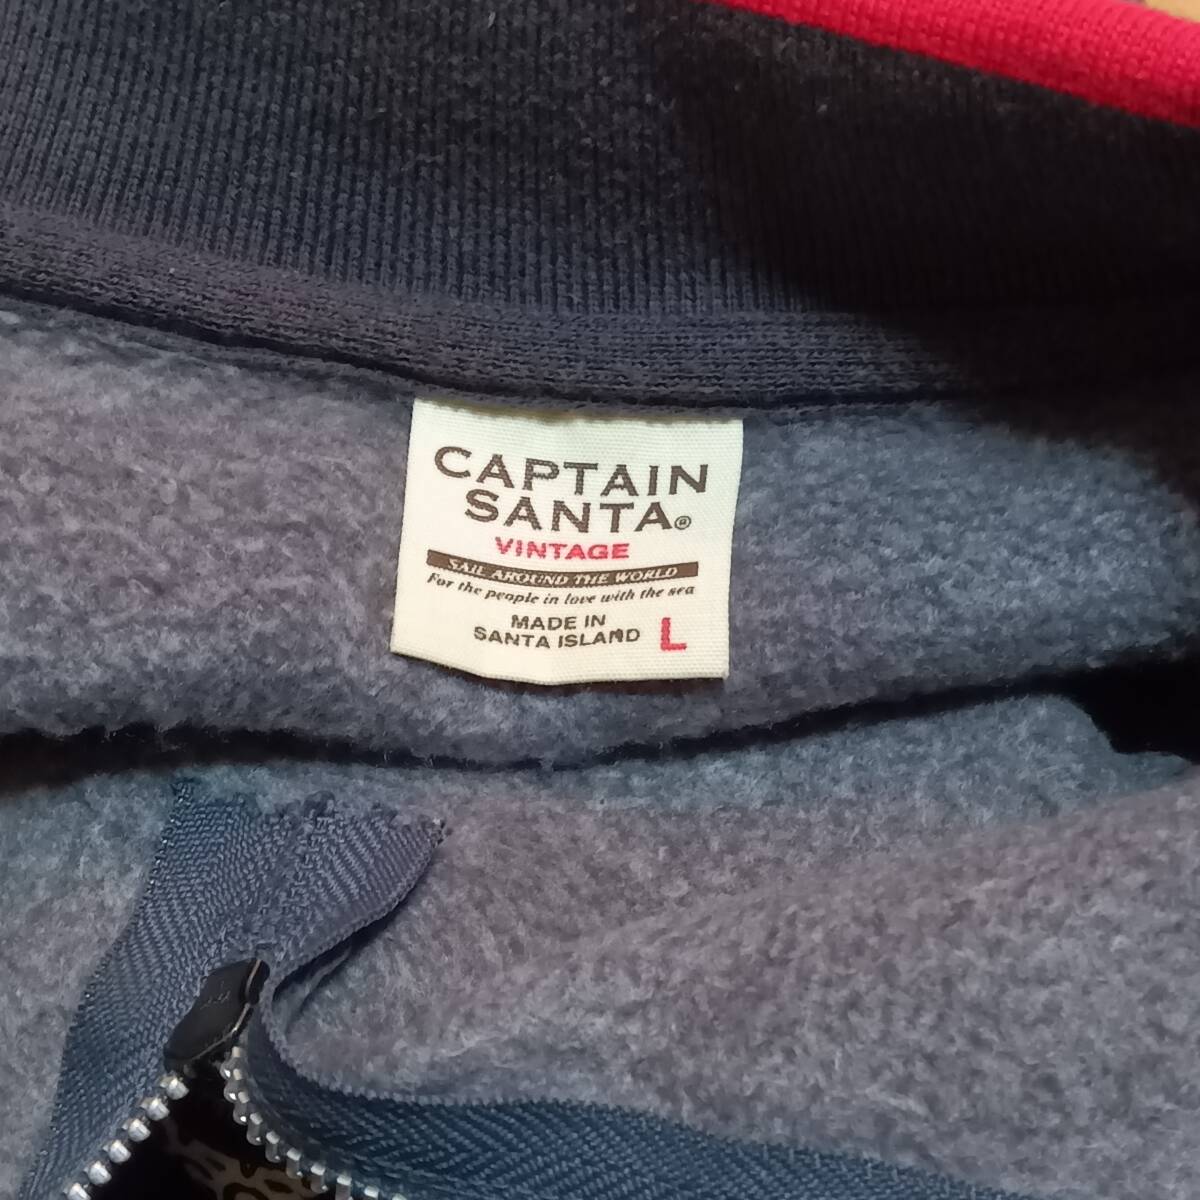 CAPTAIN
SANTA®
VINTAGE
SAIL AROUND THE WORLD
For the people in love with the sea
MADE IN
SANTA ISLAND L